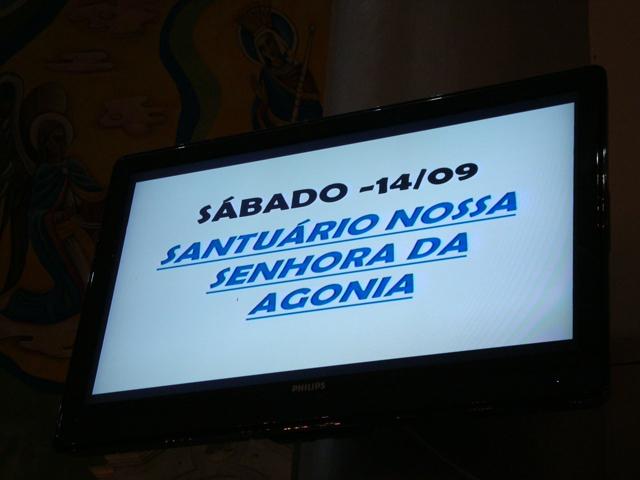 SÁBADO -14/09
SANTUÁRIO NOSSA
SENHORA DA
AGONIA
PHILIPS